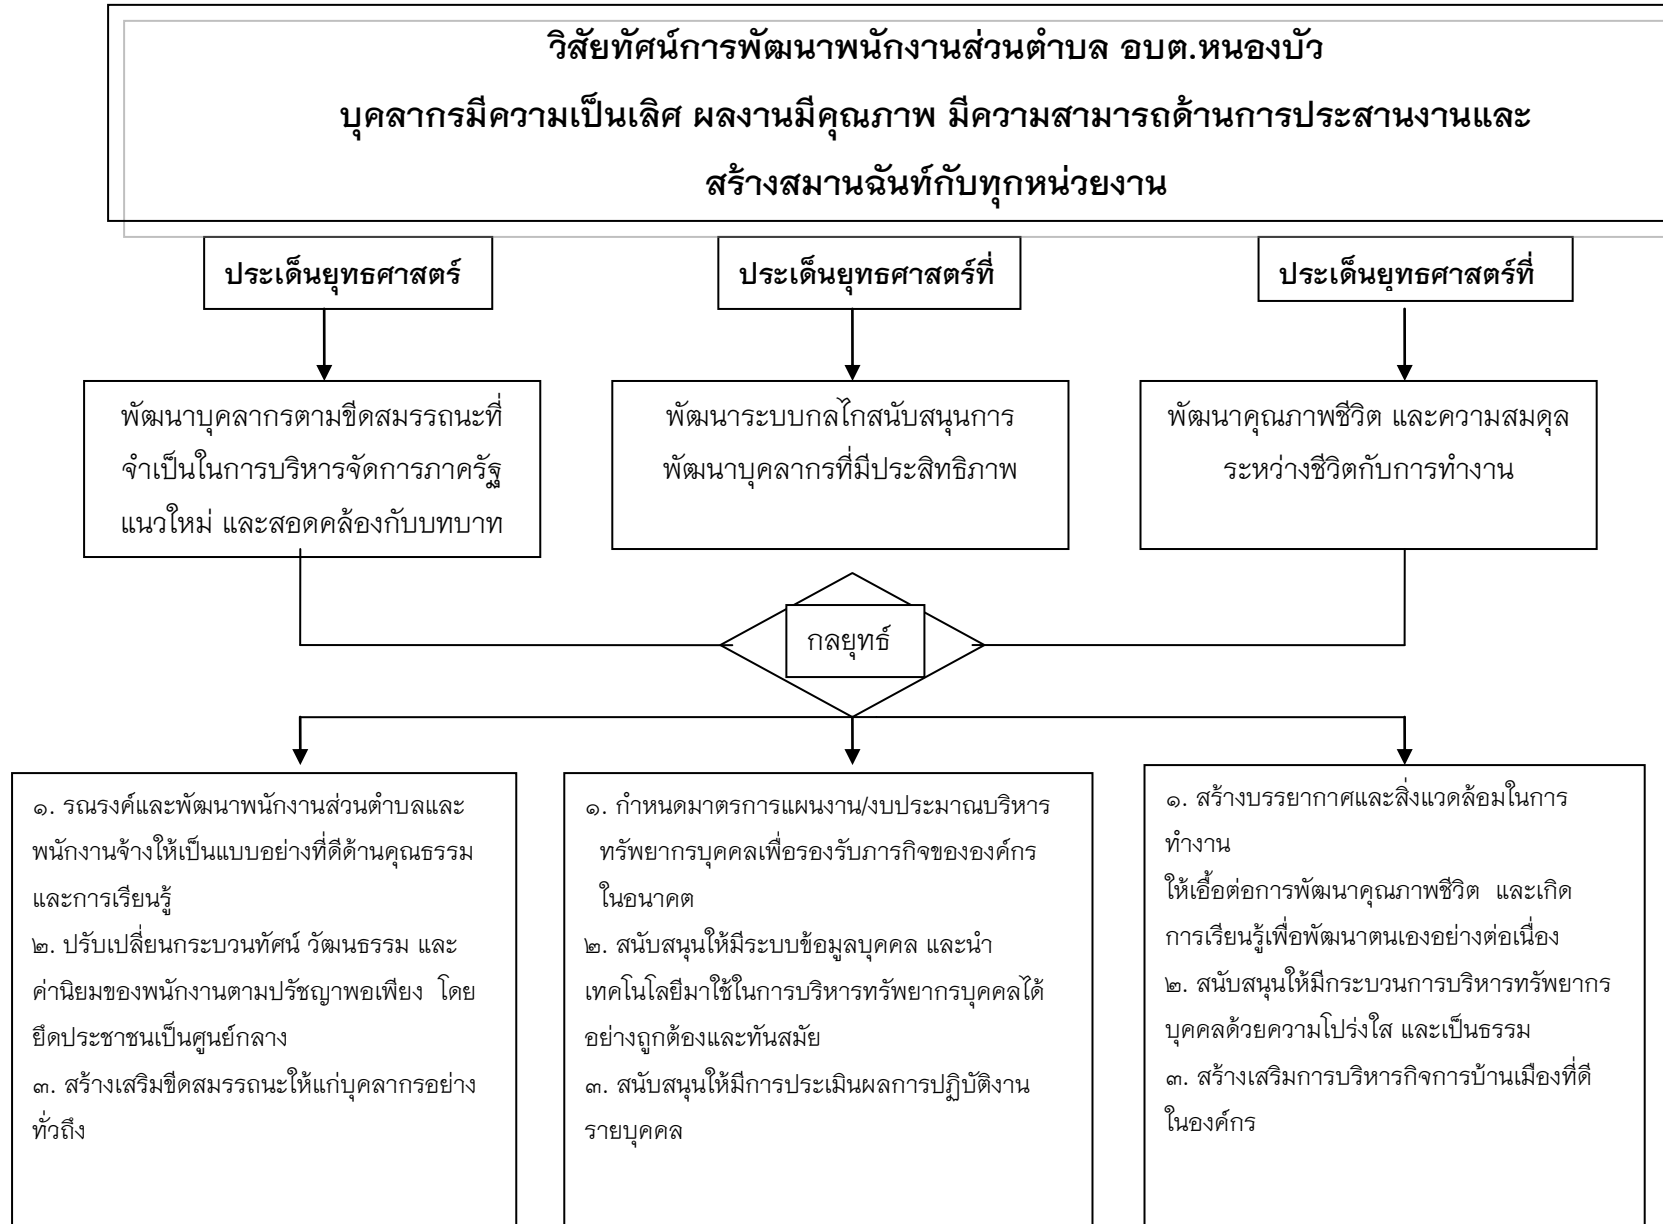 วิสัยทัศน์การพัฒนาพนักงานส่วนตำบล อบต.หนองบัว
บุคลากรมีความเป็นเลิศ ผลงานมีคุณภาพ มีความสามารถด้านการประสานงานและ
สร้างสมานฉันท์กับทุกหน่วยงาน
ประเด็นยุทธศาสตร์
ประเด็นยุทธศาสตร์ที่
ประเด็นยุทธศาสตร์ที่
พัฒนาบุคลากรตามขีดสมรรถนะที่
จำเป็นในการบริหารจัดการภาครัฐ
แนวใหม่ และสอดคล้องกับบทบาท
พัฒนาระบบกลไกสนับสนุนการ
พัฒนาบุคลากรที่มีประสิทธิภาพ
พัฒนาคุณภาพชีวิต และความสมดุล
ระหว่างชีวิตกับการทำงาน
กลยุทธ์
๑. รณรงค์และพัฒนาพนักงานส่วนตำบลและ
พนักงานจ้างให้เป็นแบบอย่างที่ดีด้านคุณธรรม
และการเรียนรู้
๒. ปรับเปลี่ยนกระบวนทัศน์ วัฒนธรรม และ
ค่านิยมของพนักงานตามปรัชญาพอเพียง โดย
ยึดประชาชนเป็นศูนย์กลาง
๓. สร้างเสริมขีดสมรรถนะให้แก่บุคลากรอย่าง
ทั่วถึง
๑. กำหนดมาตรการแผนงาน/งบประมาณบริหาร
ทรัพยากรบุคคลเพื่อรองรับภารกิจขององค์กร
ในอนาคต
๒. สนับสนุนให้มีระบบข้อมูลบุคคล และนำ
เทคโนโลยีมาใช้ในการบริหารทรัพยากรบุคคลได้
อย่างถูกต้องและทันสมัย
๓. สนับสนุนให้มีการประเมินผลการปฏิบัติงาน
รายบุคคล
๑. สร้างบรรยากาศและสิ่งแวดล้อมในการ
ทำงาน
ให้เอื้อต่อการพัฒนาคุณภาพชีวิต และเกิด
การเรียนรู้เพื่อพัฒนาตนเองอย่างต่อเนื่อง
๒. สนับสนุนให้มีกระบวนการบริหารทรัพยากร
บุคคลด้วยความโปร่งใส และเป็นธรรม
๓. สร้างเสริมการบริหารกิจการบ้านเมืองที่ดี
ในองค์กร